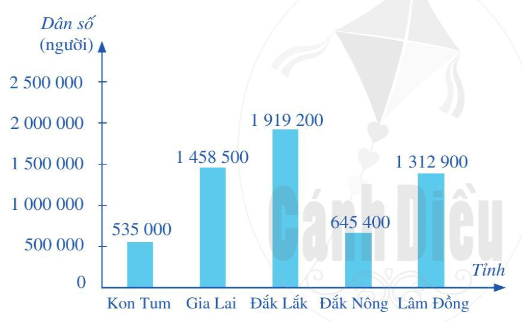 Dân số
(người)
2 500 000
2 000 000
1 500 000
1 000 000
500 000
0
535 000
1 458 500
1 919 200
645 400
1 312 900
Tỉnh
Kon Tum Gia Lai Đắk Lắk Đắk Nông Lâm Đồng
Cánh Diều